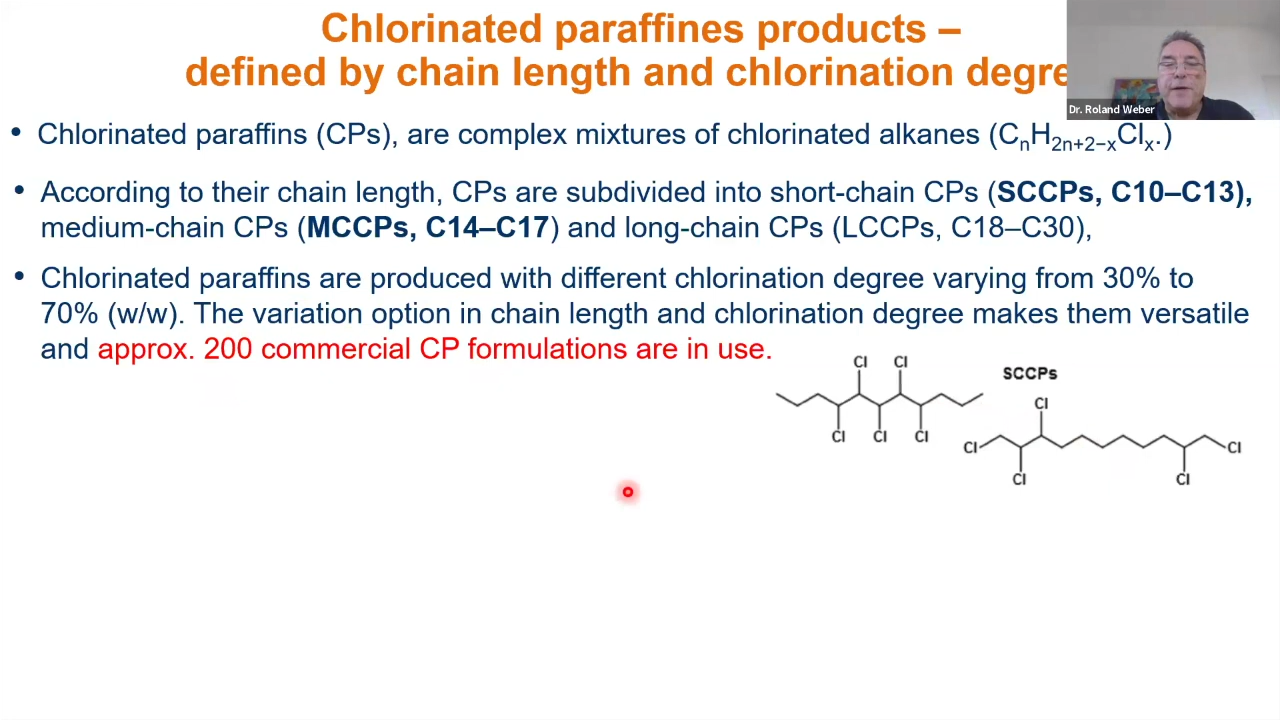 Chlorinated paraffines products –
defined by chain length and chlorination degre
Dr. Roland Weber
• Chlorinated paraffins (CPs), are complex mixtures of chlorinated alkanes (CnH2n+2−xClx.)
• According to their chain length, CPs are subdivided into short-chain CPs (SCCPs, C10–C13),
medium-chain CPs (MCCPs, C14–C17) and long-chain CPs (LCCPs, C18–C30),
• Chlorinated paraffins are produced with different chlorination degree varying from 30% to
70% (w/w). The variation option in chain length and chlorination degree makes them versatile
and approx. 200 commercial CP formulations are in use.
Cl Cl
SCCPs
Cl
Cl Cl Cl
Cl Cl
Cl Cl